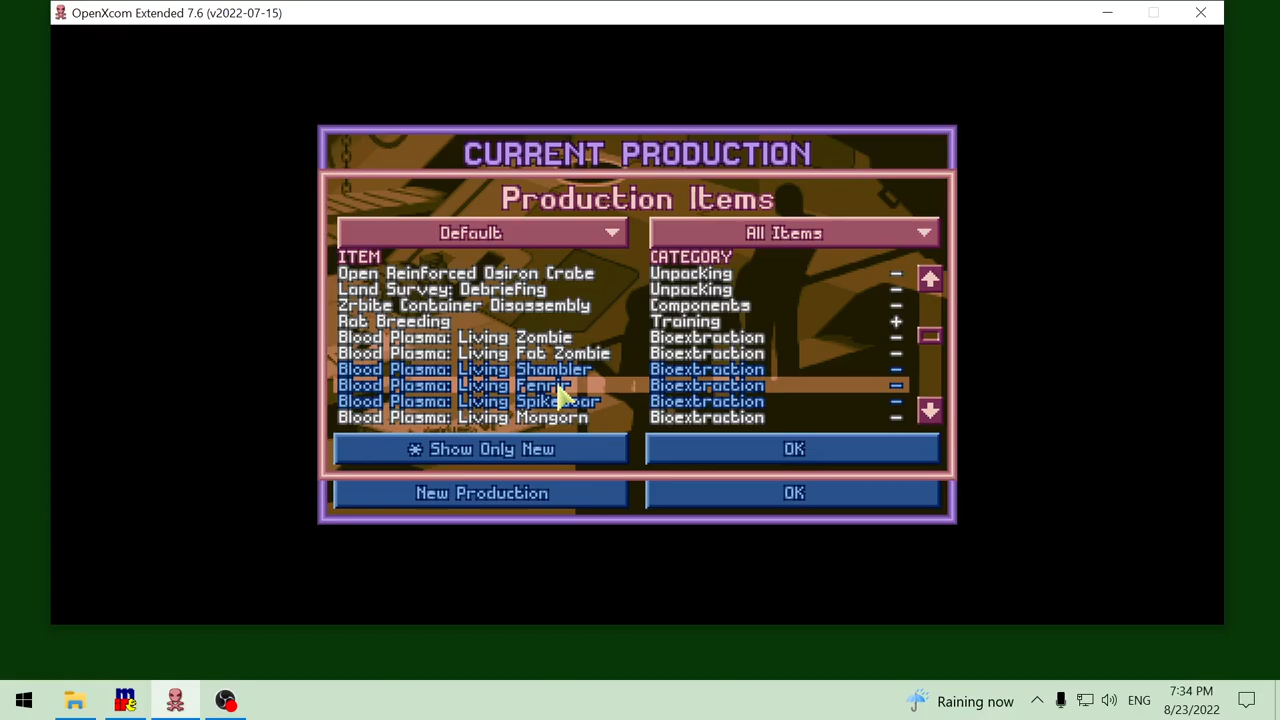 OpenXcom Extended 7.6 (v2022-07-15)
CURRENT PRODUCTION
Production Items
Default
All Items
ITEM CATEGORY
Open Reinforced Osiron Crate Unpacking -
Land Survey: Debriefing Unpacking -
Zrbite Container Disassembly Components -
Rat Breeding Training +
Blood Plasma: Living Zombie Bioextraction -
Blood Plasma: Living Fat Zombie Bioextraction -
Blood Plasma: Living Shambler Bioextraction -
Blood Plasma: Living Fenrir Bioextraction -
Blood Plasma: Living Spikeboar Bioextraction -
Blood Plasma: Living Mongorn Bioextraction -
Show Only New
OK
New Production
OK
Raining now
ENG
7:34 PM
8/23/2022